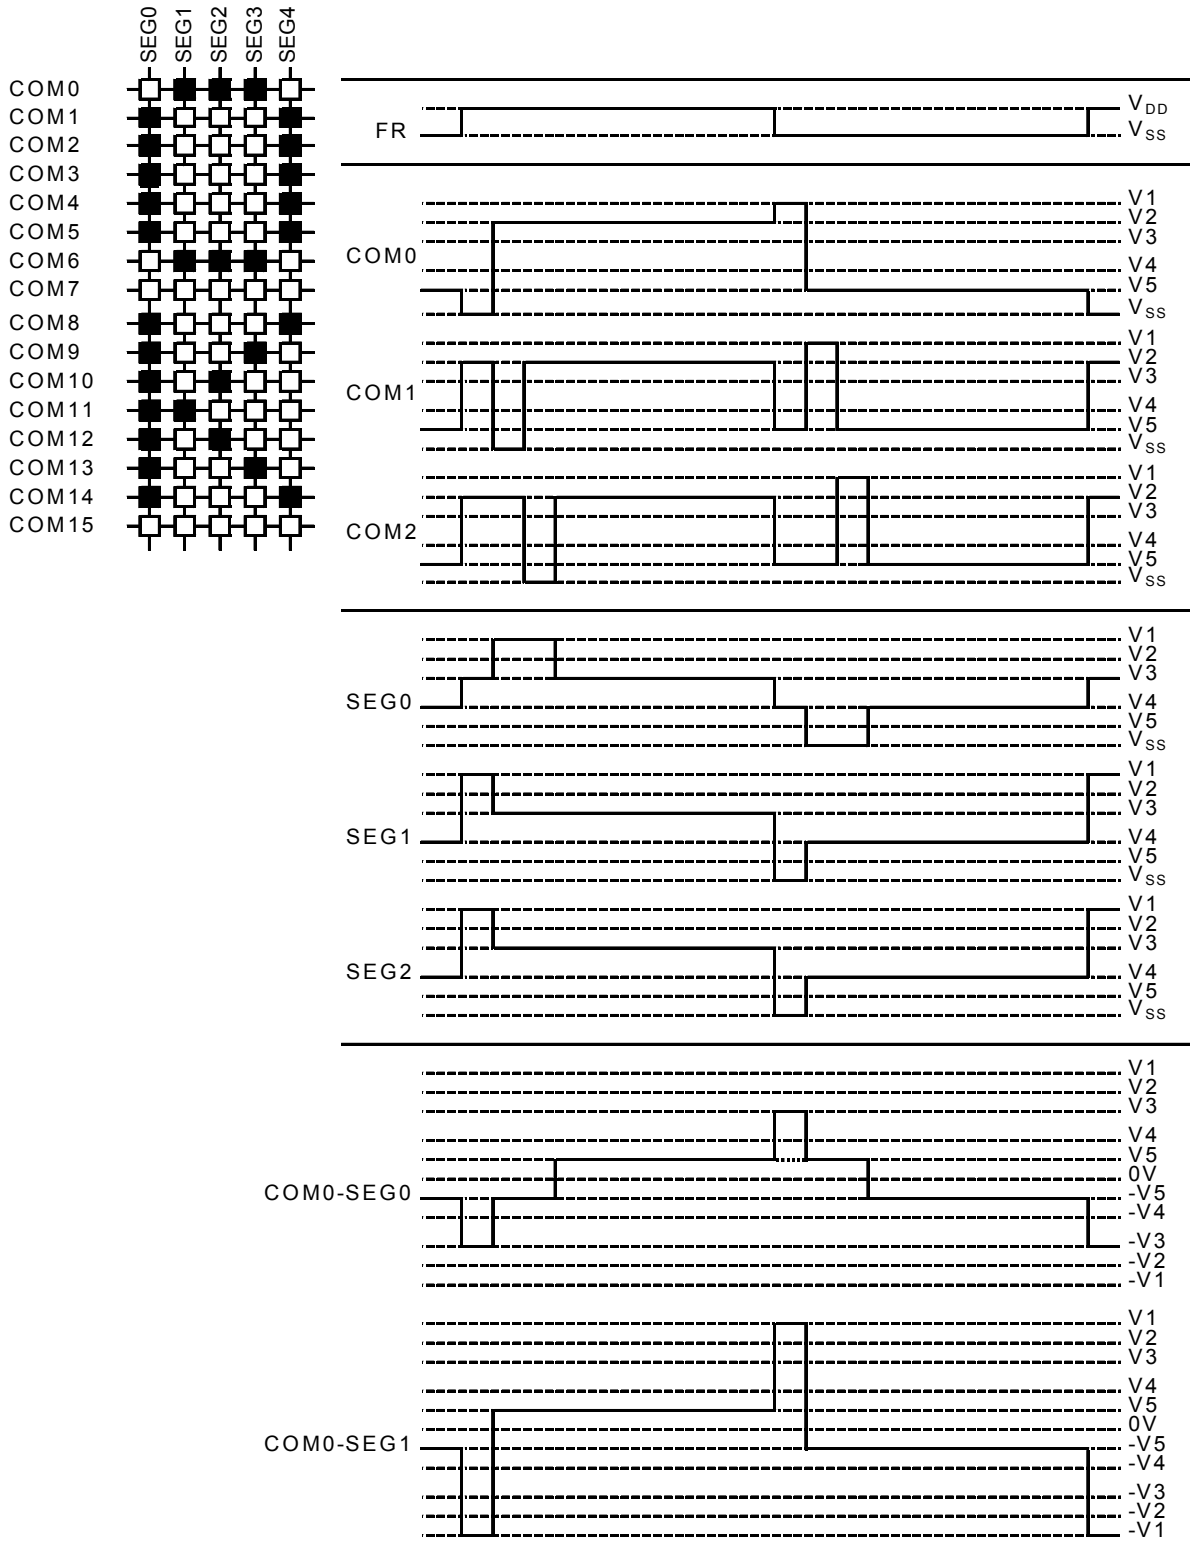 SEG0
SEG1
SEG2
SEG3
SEG4
COM0
COM1
COM2
COM3
COM4
COM5
COM6
COM7
COM8
COM9
COM10
COM11
COM12
COM13
COM14
COM15
FR
VDD
VSS
COM0
V1
V2
V3
V4
V5
VSS
COM1
V1
V2
V3
V4
V5
VSS
COM2
V1
V2
V3
V4
V5
VSS
SEG0
V1
V2
V3
V4
V5
VSS
SEG1
V1
V2
V3
V4
V5
VSS
SEG2
V1
V2
V3
V4
V5
VSS
COM0-SEG0
V1
V2
V3
V4
V5
0V
-V5
-V4
-V3
-V2
-V1
COM0-SEG1
V1
V2
V3
V4
V5
0V
-V5
-V4
-V3
-V2
-V1